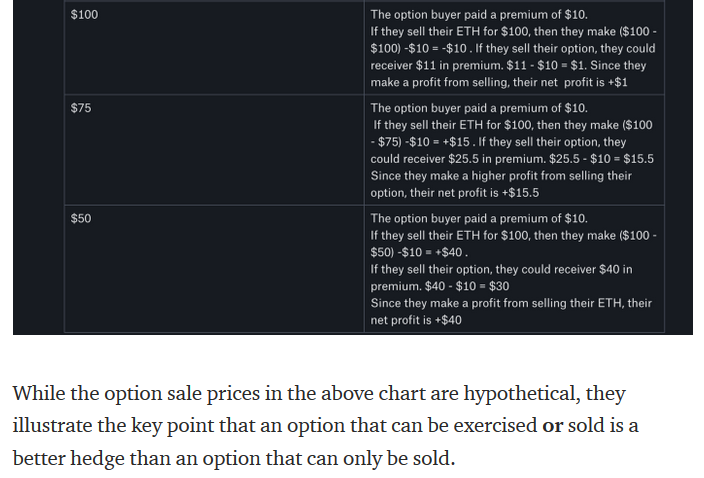 $100
The option buyer paid a premium of $10.
If they sell their ETH for $100, then they make ($100 -
$100) -$10 = -$10 . If they sell their option, they could
receiver $11 in premium. $11 - $10 = $1. Since they
make a profit from selling, their net  profit is +$1
$75
The option buyer paid a premium of $10.
If they sell their ETH for $100, then they make ($100
- $75) -$10 = +$15 . If they sell their option, they
could receiver $25.5 in premium. $25.5 - $10 = $15.5
Since they make a higher profit from selling their
option, their net profit is +$15.5
$50
The option buyer paid a premium of $10.
If they sell their ETH for $100, then they make ($100 -
$50) -$10 = +$40 .
If they sell their option, they could receiver $40 in
premium. $40 - $10 = $30
Since they make a profit from selling their ETH, their
net profit is +$40
While the option sale prices in the above chart are hypothetical, they
illustrate the key point that an option that can be exercised or sold is a
better hedge than an option that can only be sold.